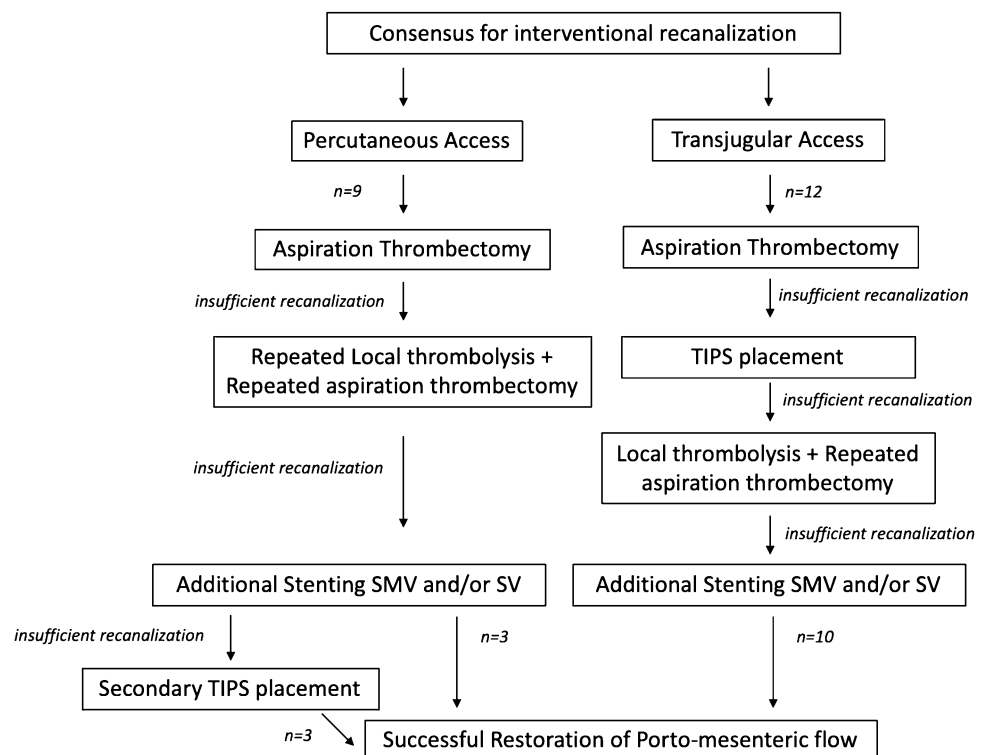 Consensus for interventional recanalization
Percutaneous Access
Transjugular Access
n=9
n=12
Aspiration Thrombectomy
Aspiration Thrombectomy
insufficient recanalization
insufficient recanalization
Repeated Local thrombolysis +
Repeated aspiration thrombectomy
TIPS placement
insufficient recanalization
Local thrombolysis + Repeated
aspiration thrombectomy
insufficient recanalization
insufficient recanalization
Additional Stenting SMV and/or SV
Additional Stenting SMV and/or SV
insufficient recanalization
n=3
n=10
Secondary TIPS placement
n=3
Successful Restoration of Porto-mesenteric flow